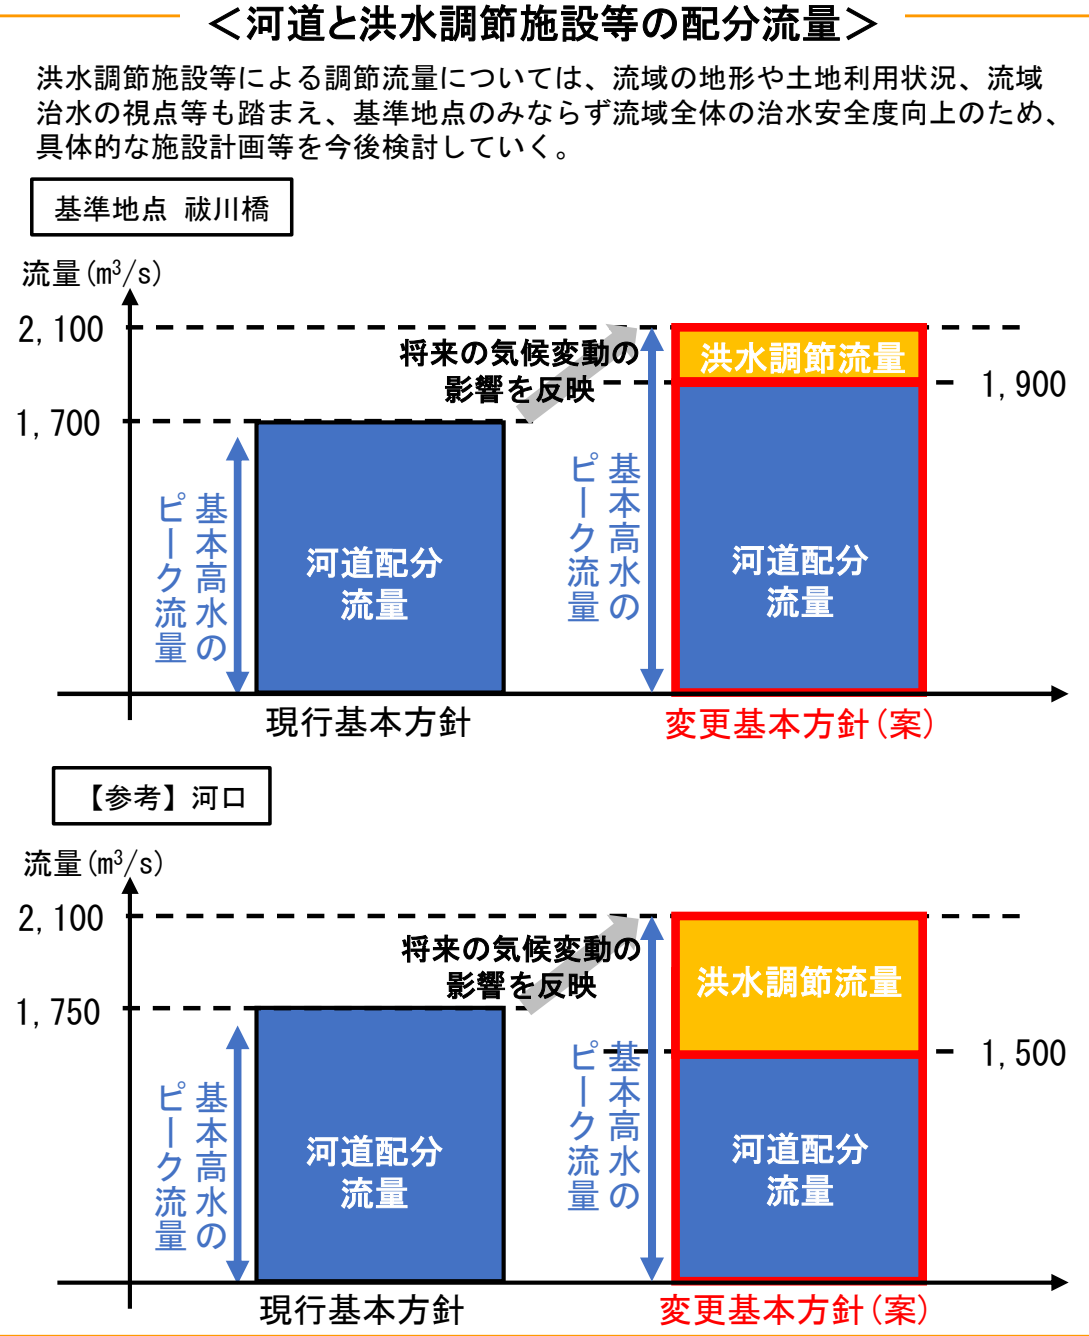 ＜河道と洪水調節施設等の配分流量＞
洪水調節施設等による調節流量については、流域の地形や土地利用状況、流域
治水の視点等も踏まえ、基準地点のみならず流域全体の治水安全度向上のため、
具体的な施設計画等を今後検討していく。
基準地点 祓川橋
流量(m³/s)
2,100
1,700
将来の気候変動の
影響を反映
洪水調節流量
1,900
基本高水の
ピーク流量
河道配分
流量
基本高水の
ピーク流量
河道配分
流量
現行基本方針
変更基本方針(案)
【参考】河口
流量(m³/s)
2,100
1,750
将来の気候変動の
影響を反映
洪水調節流量
1,500
基本高水の
ピーク流量
河道配分
流量
基本高水の
ピーク流量
河道配分
流量
現行基本方針
変更基本方針(案)